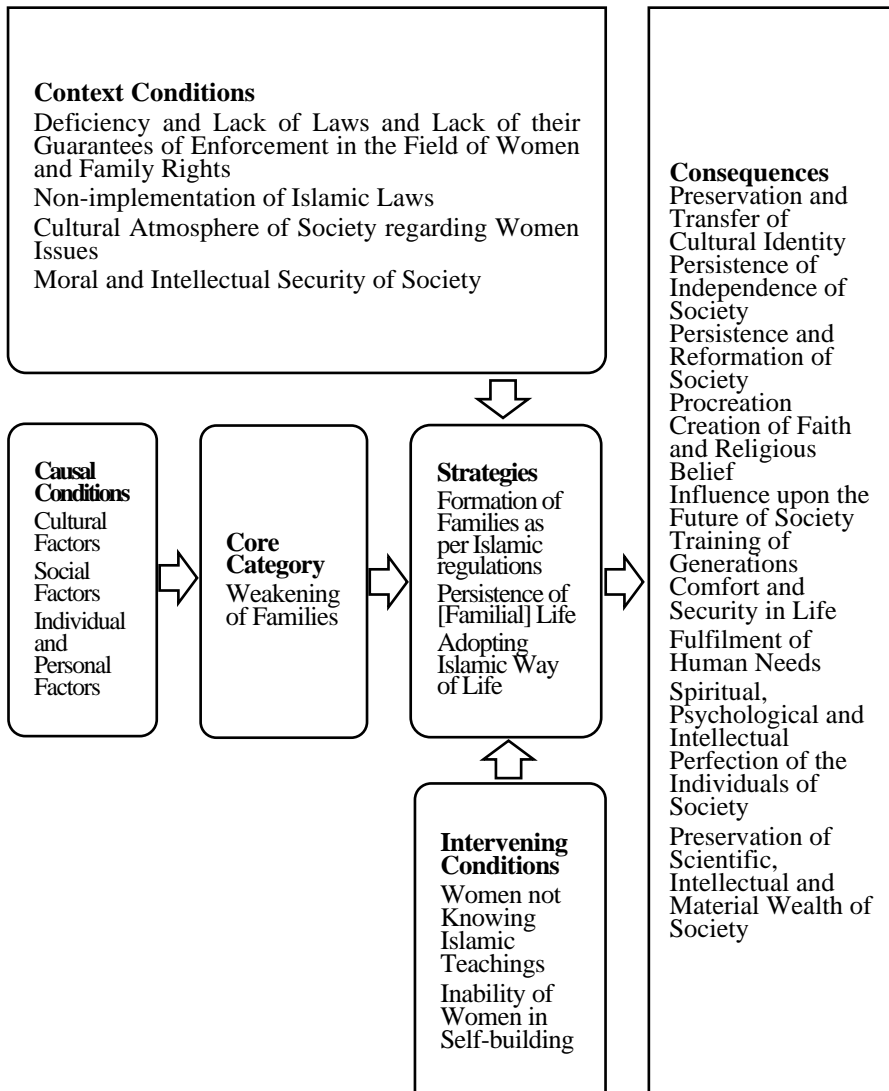 Context Conditions
Deficiency and Lack of Laws and Lack of their
Guarantees of Enforcement in the Field of Women
and Family Rights
Non-implementation of Islamic Laws
Cultural Atmosphere of Society regarding Women
Issues
Moral and Intellectual Security of Society
Causal
Conditions
Cultural
Factors
Social
Factors
Individual
and
Personal
Factors
Core
Category
Weakening
of Families
Strategies
Formation of
Families as
per Islamic
regulations
Persistence of
[Familial] Life
Adopting
Islamic Way
of Life
Intervening
Conditions
Women not
Knowing
Islamic
Teachings
Inability of
Women in
Self-building
Consequences
Preservation and
Transfer of
Cultural Identity
Persistence of
Independence of
Society
Persistence and
Reformation of
Society
Procreation
Creation of Faith
and Religious
Belief
Influence upon the
Future of Society
Training of
Generations
Comfort and
Security in Life
Fulfilment of
Human Needs
Spiritual,
Psychological and
Intellectual
Perfection of the
Individuals of
Society
Preservation of
Scientific,
Intellectual and
Material Wealth of
Society